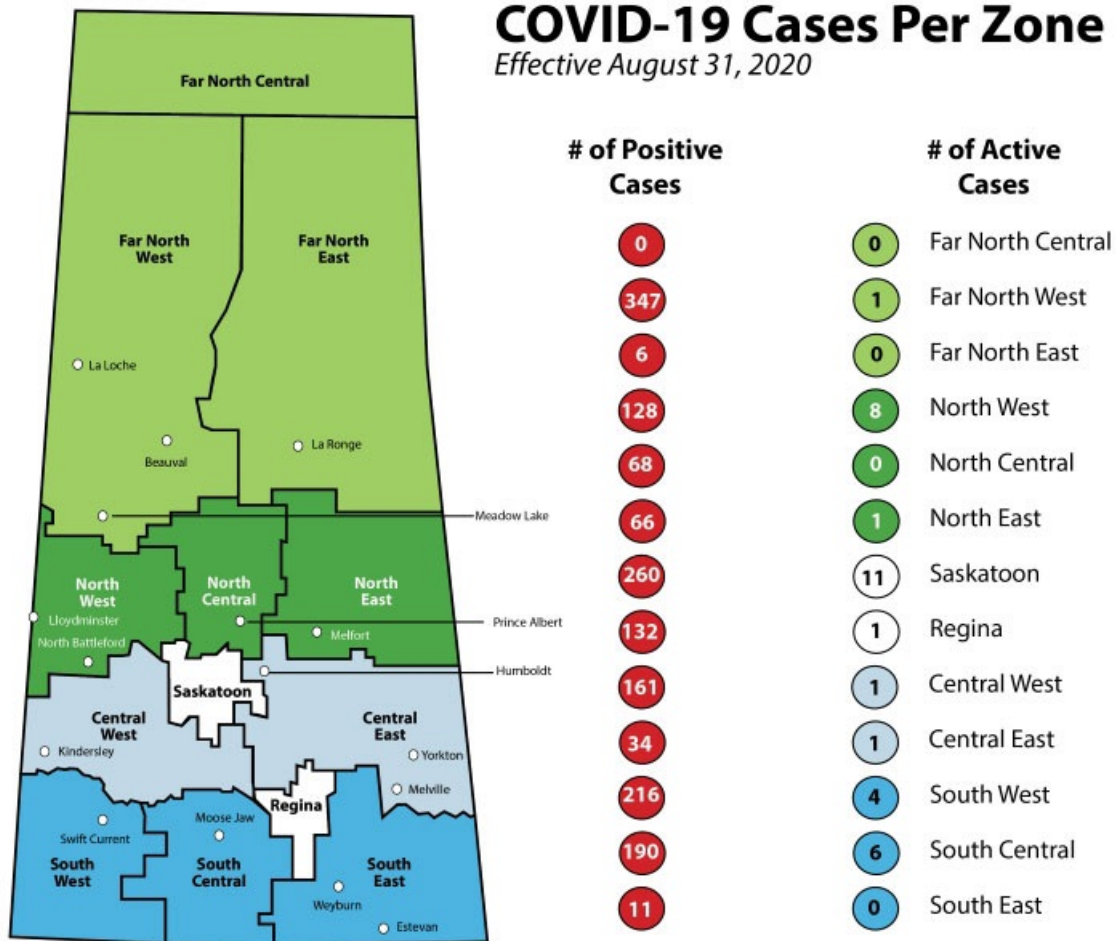 COVID-19 Cases Per Zone
Effective August 31, 2020
Far North Central
Far North
West
Far North
East
La Loche
Beauval
La Ronge
Meadow Lake
North
West
North
Central
North
East
Lloydminster
North Battleford
Prince Albert
Melfort
Humboldt
Saskatoon
Central
West
Central
East
Kindersley
Yorkton
Melville
Regina
Moose Jaw
Swift Current
South
West
South
Central
South
East
Weyburn
Estevan
# of Positive
Cases
# of Active
Cases
0 0 Far North Central
347 1 Far North West
6 0 Far North East
128 8 North West
68 0 North Central
66 1 North East
260 11 Saskatoon
132 1 Regina
161 1 Central West
34 1 Central East
216 4 South West
190 6 South Central
11 0 South East